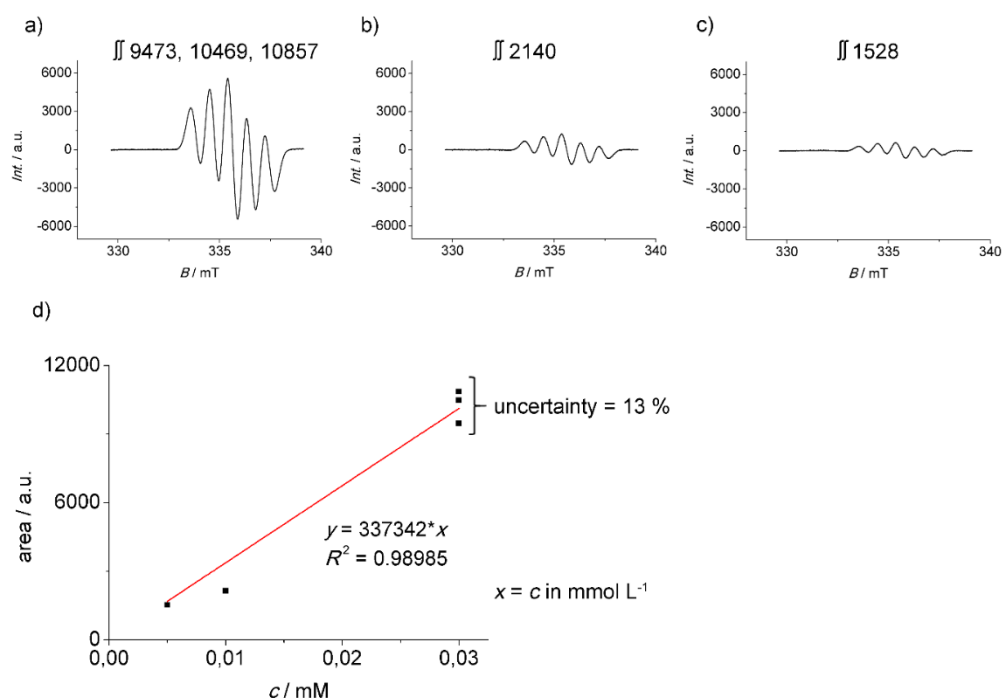 a)
∬ 9473, 10469, 10857
6000
3000
0
-3000
-6000
Int. / a.u.
330
335
340
B / mT
b)
∬ 2140
6000
3000
0
-3000
-6000
Int. / a.u.
330
335
340
B / mT
c)
∬ 1528
6000
3000
0
-3000
-6000
Int. / a.u.
330
335
340
B / mT
d)
12000
6000
0
area / a.u.
uncertainty = 13 %
y = 337342*x
R² = 0.98985
x = c in mmol L⁻¹
0,00
0,01
0,02
0,03
c / mM